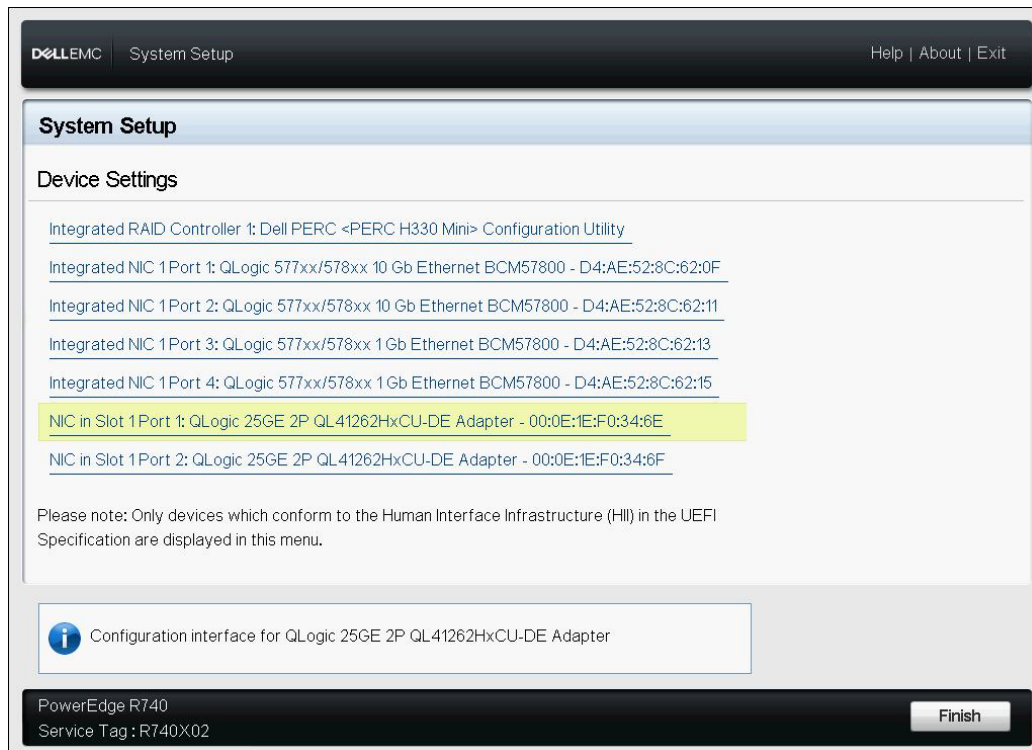 DELLEMC System Setup Help | About | Exit
System Setup
Device Settings
Integrated RAID Controller 1: Dell PERC <PERC H330 Mini> Configuration Utility
Integrated NIC 1 Port 1: QLogic 577xx/578xx 10 Gb Ethernet BCM57800 - D4:AE:52:8C:62:0F
Integrated NIC 1 Port 2: QLogic 577xx/578xx 10 Gb Ethernet BCM57800 - D4:AE:52:8C:62:11
Integrated NIC 1 Port 3: QLogic 577xx/578xx 1 Gb Ethernet BCM57800 - D4:AE:52:8C:62:13
Integrated NIC 1 Port 4: QLogic 577xx/578xx 1 Gb Ethernet BCM57800 - D4:AE:52:8C:62:15
NIC in Slot 1 Port 1: QLogic 25GE 2P QL41262HxCU-DE Adapter - 00:0E:1E:F0:34:6E
NIC in Slot 1 Port 2: QLogic 25GE 2P QL41262HxCU-DE Adapter - 00:0E:1E:F0:34:6F
Please note: Only devices which conform to the Human Interface Infrastructure (HII) in the UEFI
Specification are displayed in this menu.
Configuration interface for QLogic 25GE 2P QL41262HxCU-DE Adapter
PowerEdge R740
Service Tag : R740X02
Finish